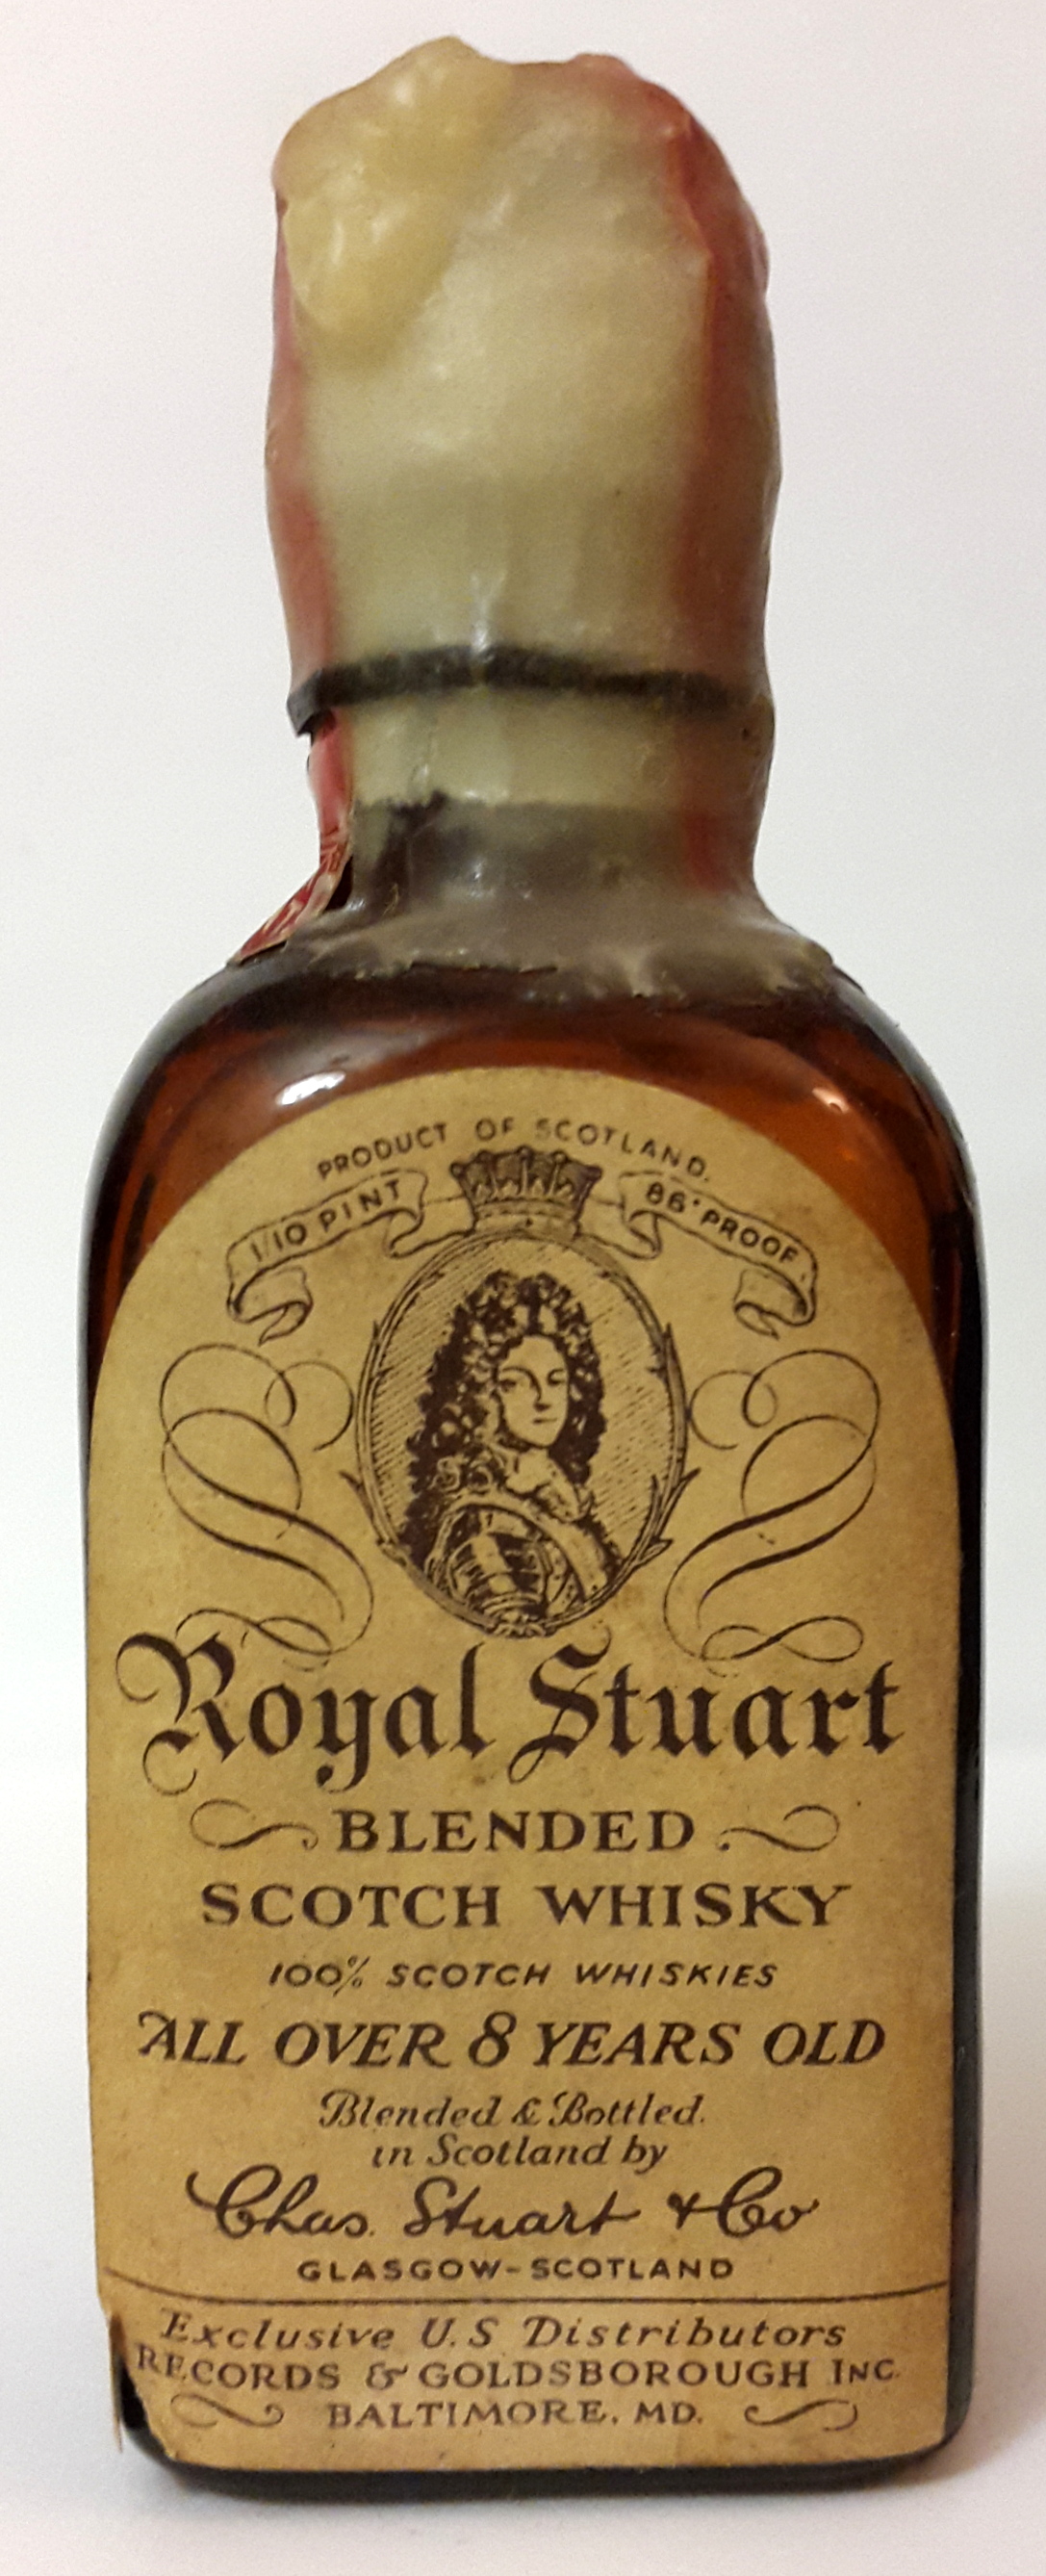 PRODUCT OF SCOTLAND.
1/10 PINT
86° PROOF.
Royal Stuart
BLENDED
SCOTCH WHISKY
100% SCOTCH WHISKIES
ALL OVER 8 YEARS OLD
Blended & Bottled.
in Scotland by
Chas. Stuart & Co
GLASGOW-SCOTLAND
Exclusive U.S Distributors
RECORDS & GOLDSBOROUGH INC.
BALTIMORE, MD.